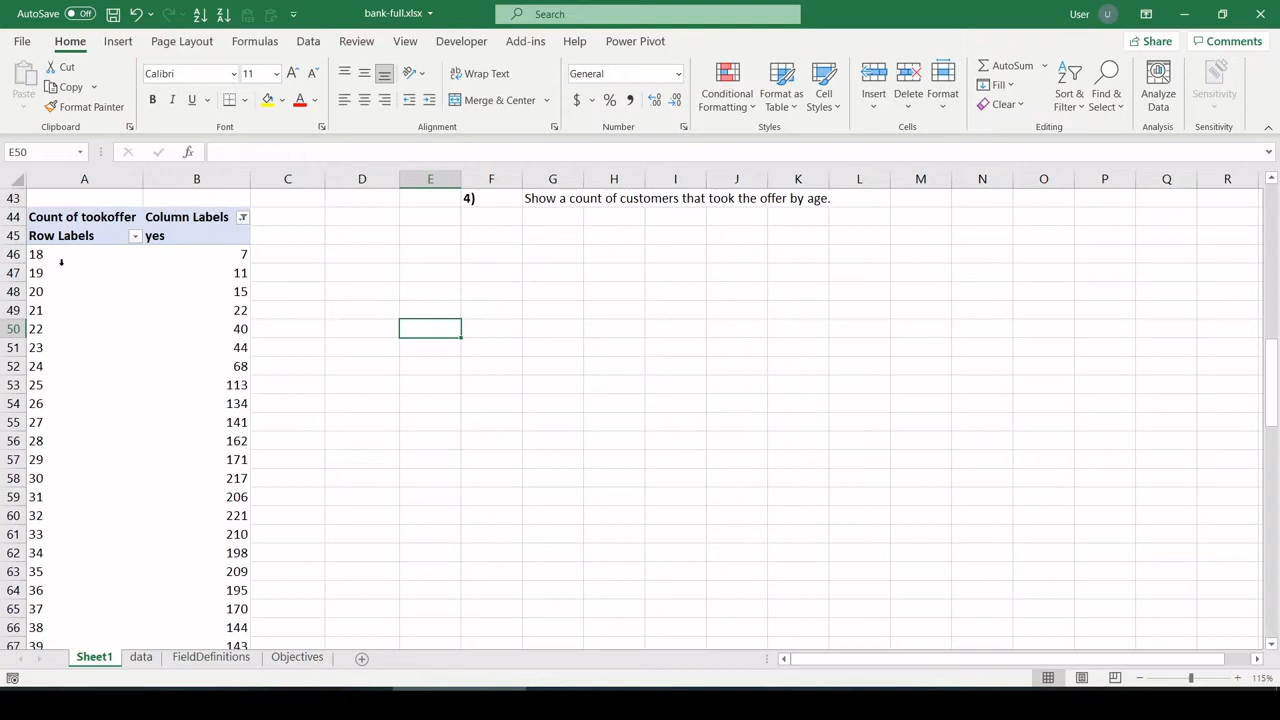 AutoSave Off bank-full.xlsx Search User U
File Home Insert Page Layout Formulas Data Review View Developer Add-ins Help Power Pivot Share Comments
Paste Cut Copy Format Painter Clipboard
Calibri 11 A A B I U A Font
Wrap Text Merge & Center Alignment
General $ % , Number
Conditional Formatting Format as Table Cell Styles Styles
Insert Delete Format Cells
AutoSum Fill Clear Sort & Filter Find & Select Editing
Analyze Data Analysis
Sensitivity Sensitivity
E50 fx
A B C D E F G H I J K L M N O P Q R
43 4) Show a count of customers that took the offer by age.
44 Count of tookoffer Column Labels
45 Row Labels yes
46 18 7
47 19 11
48 20 15
49 21 22
50 22 40
51 23 44
52 24 68
53 25 113
54 26 134
55 27 141
56 28 162
57 29 171
58 30 217
59 31 206
60 32 221
61 33 210
62 34 198
63 35 209
64 36 195
65 37 170
66 38 144
67 39 143
Sheet1 data FieldDefinitions Objectives
115%